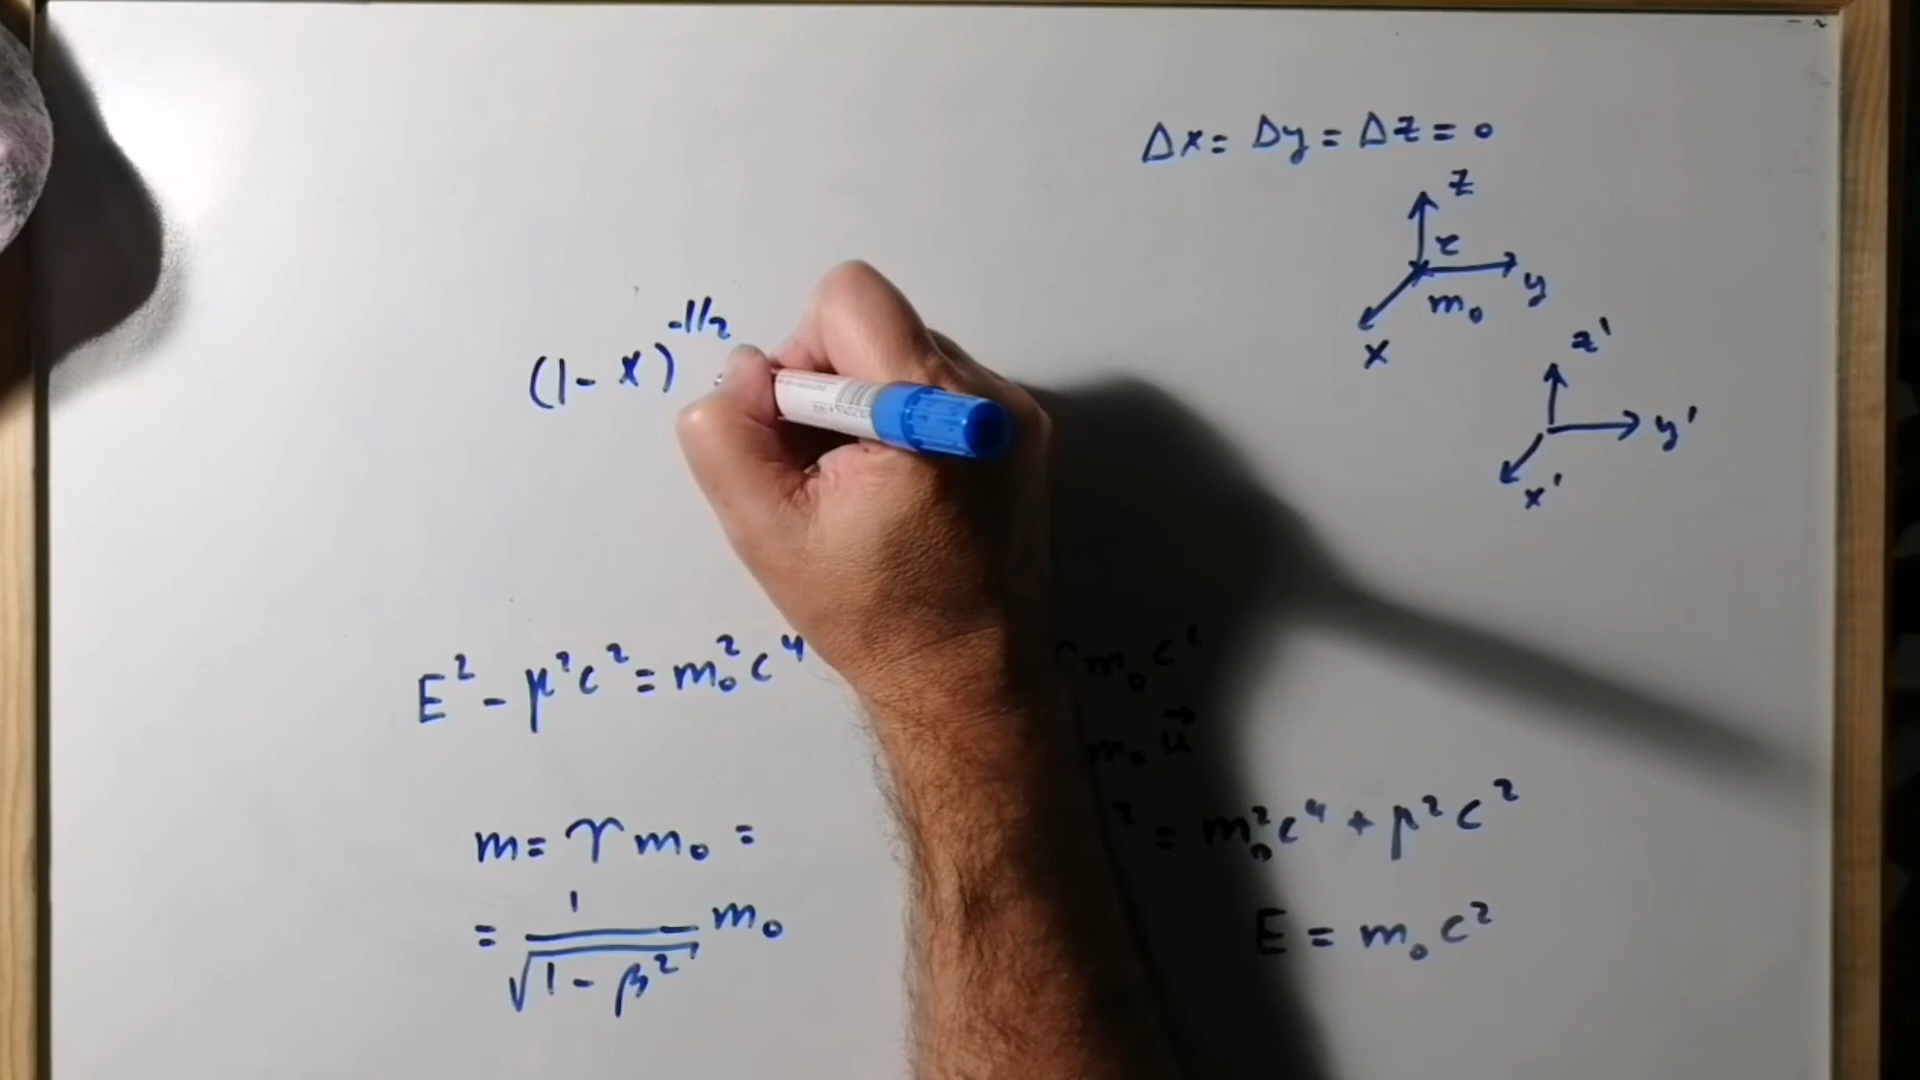 Δx = Δy = Δz = 0
z
τ
y
m₀
x
z'
y'
x'
(1 - x)^-1/2
E² - p²c² = m₀²c⁴
m₀c²
m₀u⃗
² = m₀²c⁴ + p²c²
E = m₀c²
m = γm₀ =
= 1/√(1 - β²) m₀